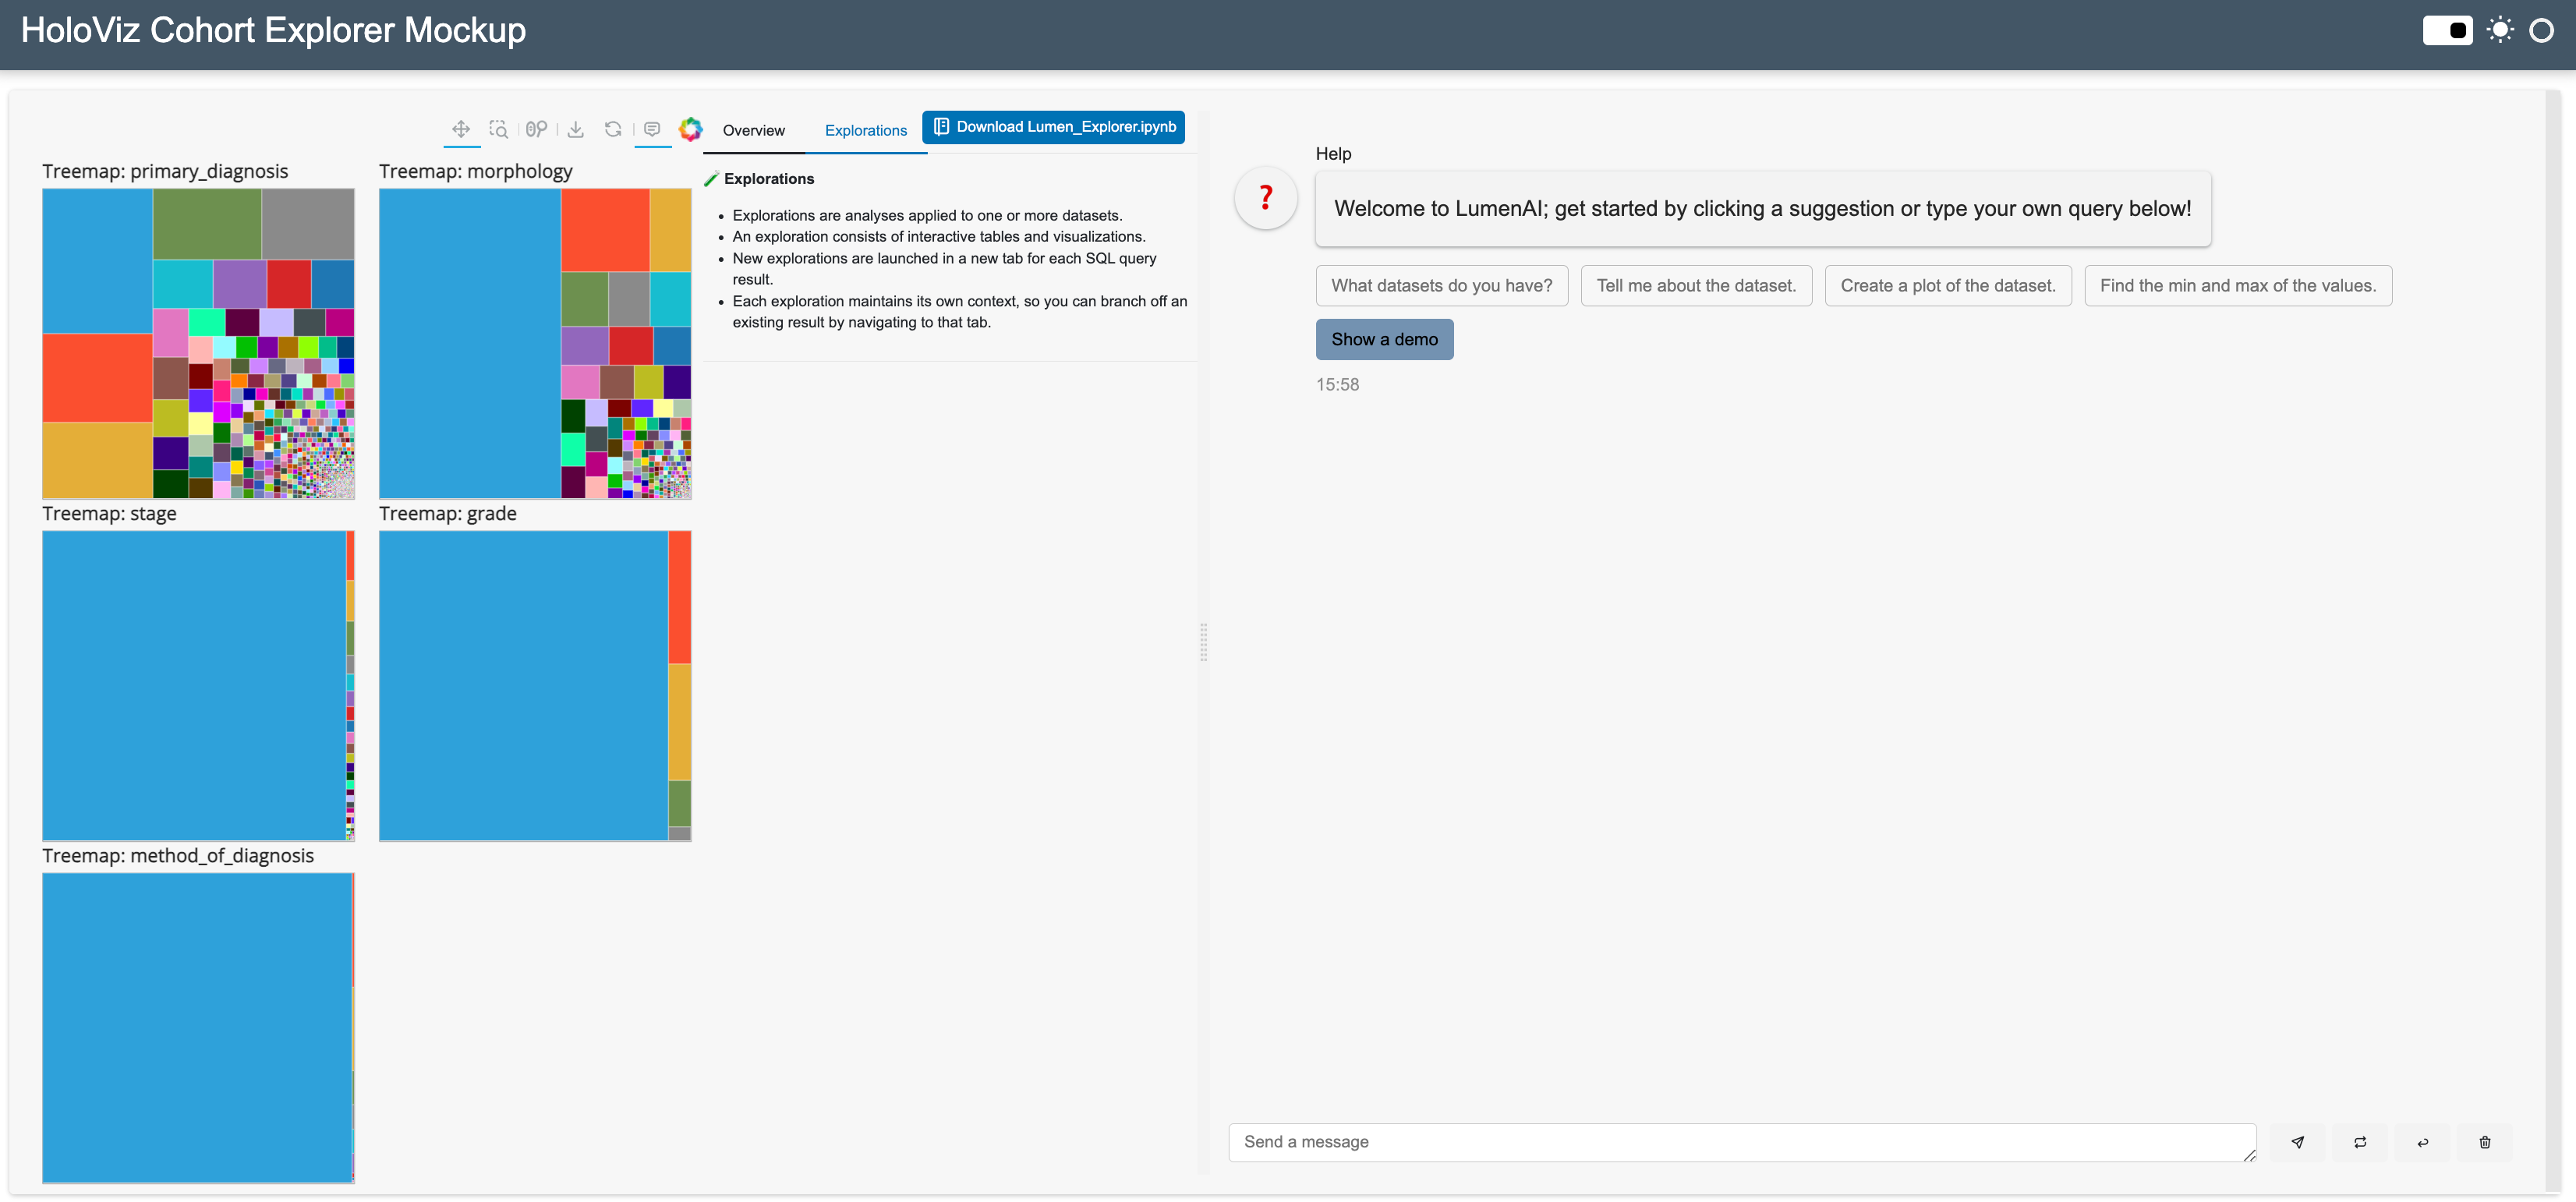 HoloViz Cohort Explorer Mockup
Overview
Explorations
Download Lumen_Explorer.ipynb
Treemap: primary_diagnosis
Treemap: morphology
Treemap: stage
Treemap: grade
Treemap: method_of_diagnosis
Explorations
• Explorations are analyses applied to one or more datasets.
• An exploration consists of interactive tables and visualizations.
• New explorations are launched in a new tab for each SQL query
result.
• Each exploration maintains its own context, so you can branch off an
existing result by navigating to that tab.
Help
?
Welcome to LumenAI; get started by clicking a suggestion or type your own query below!
What datasets do you have?
Tell me about the dataset.
Create a plot of the dataset.
Find the min and max of the values.
Show a demo
15:58
Send a message